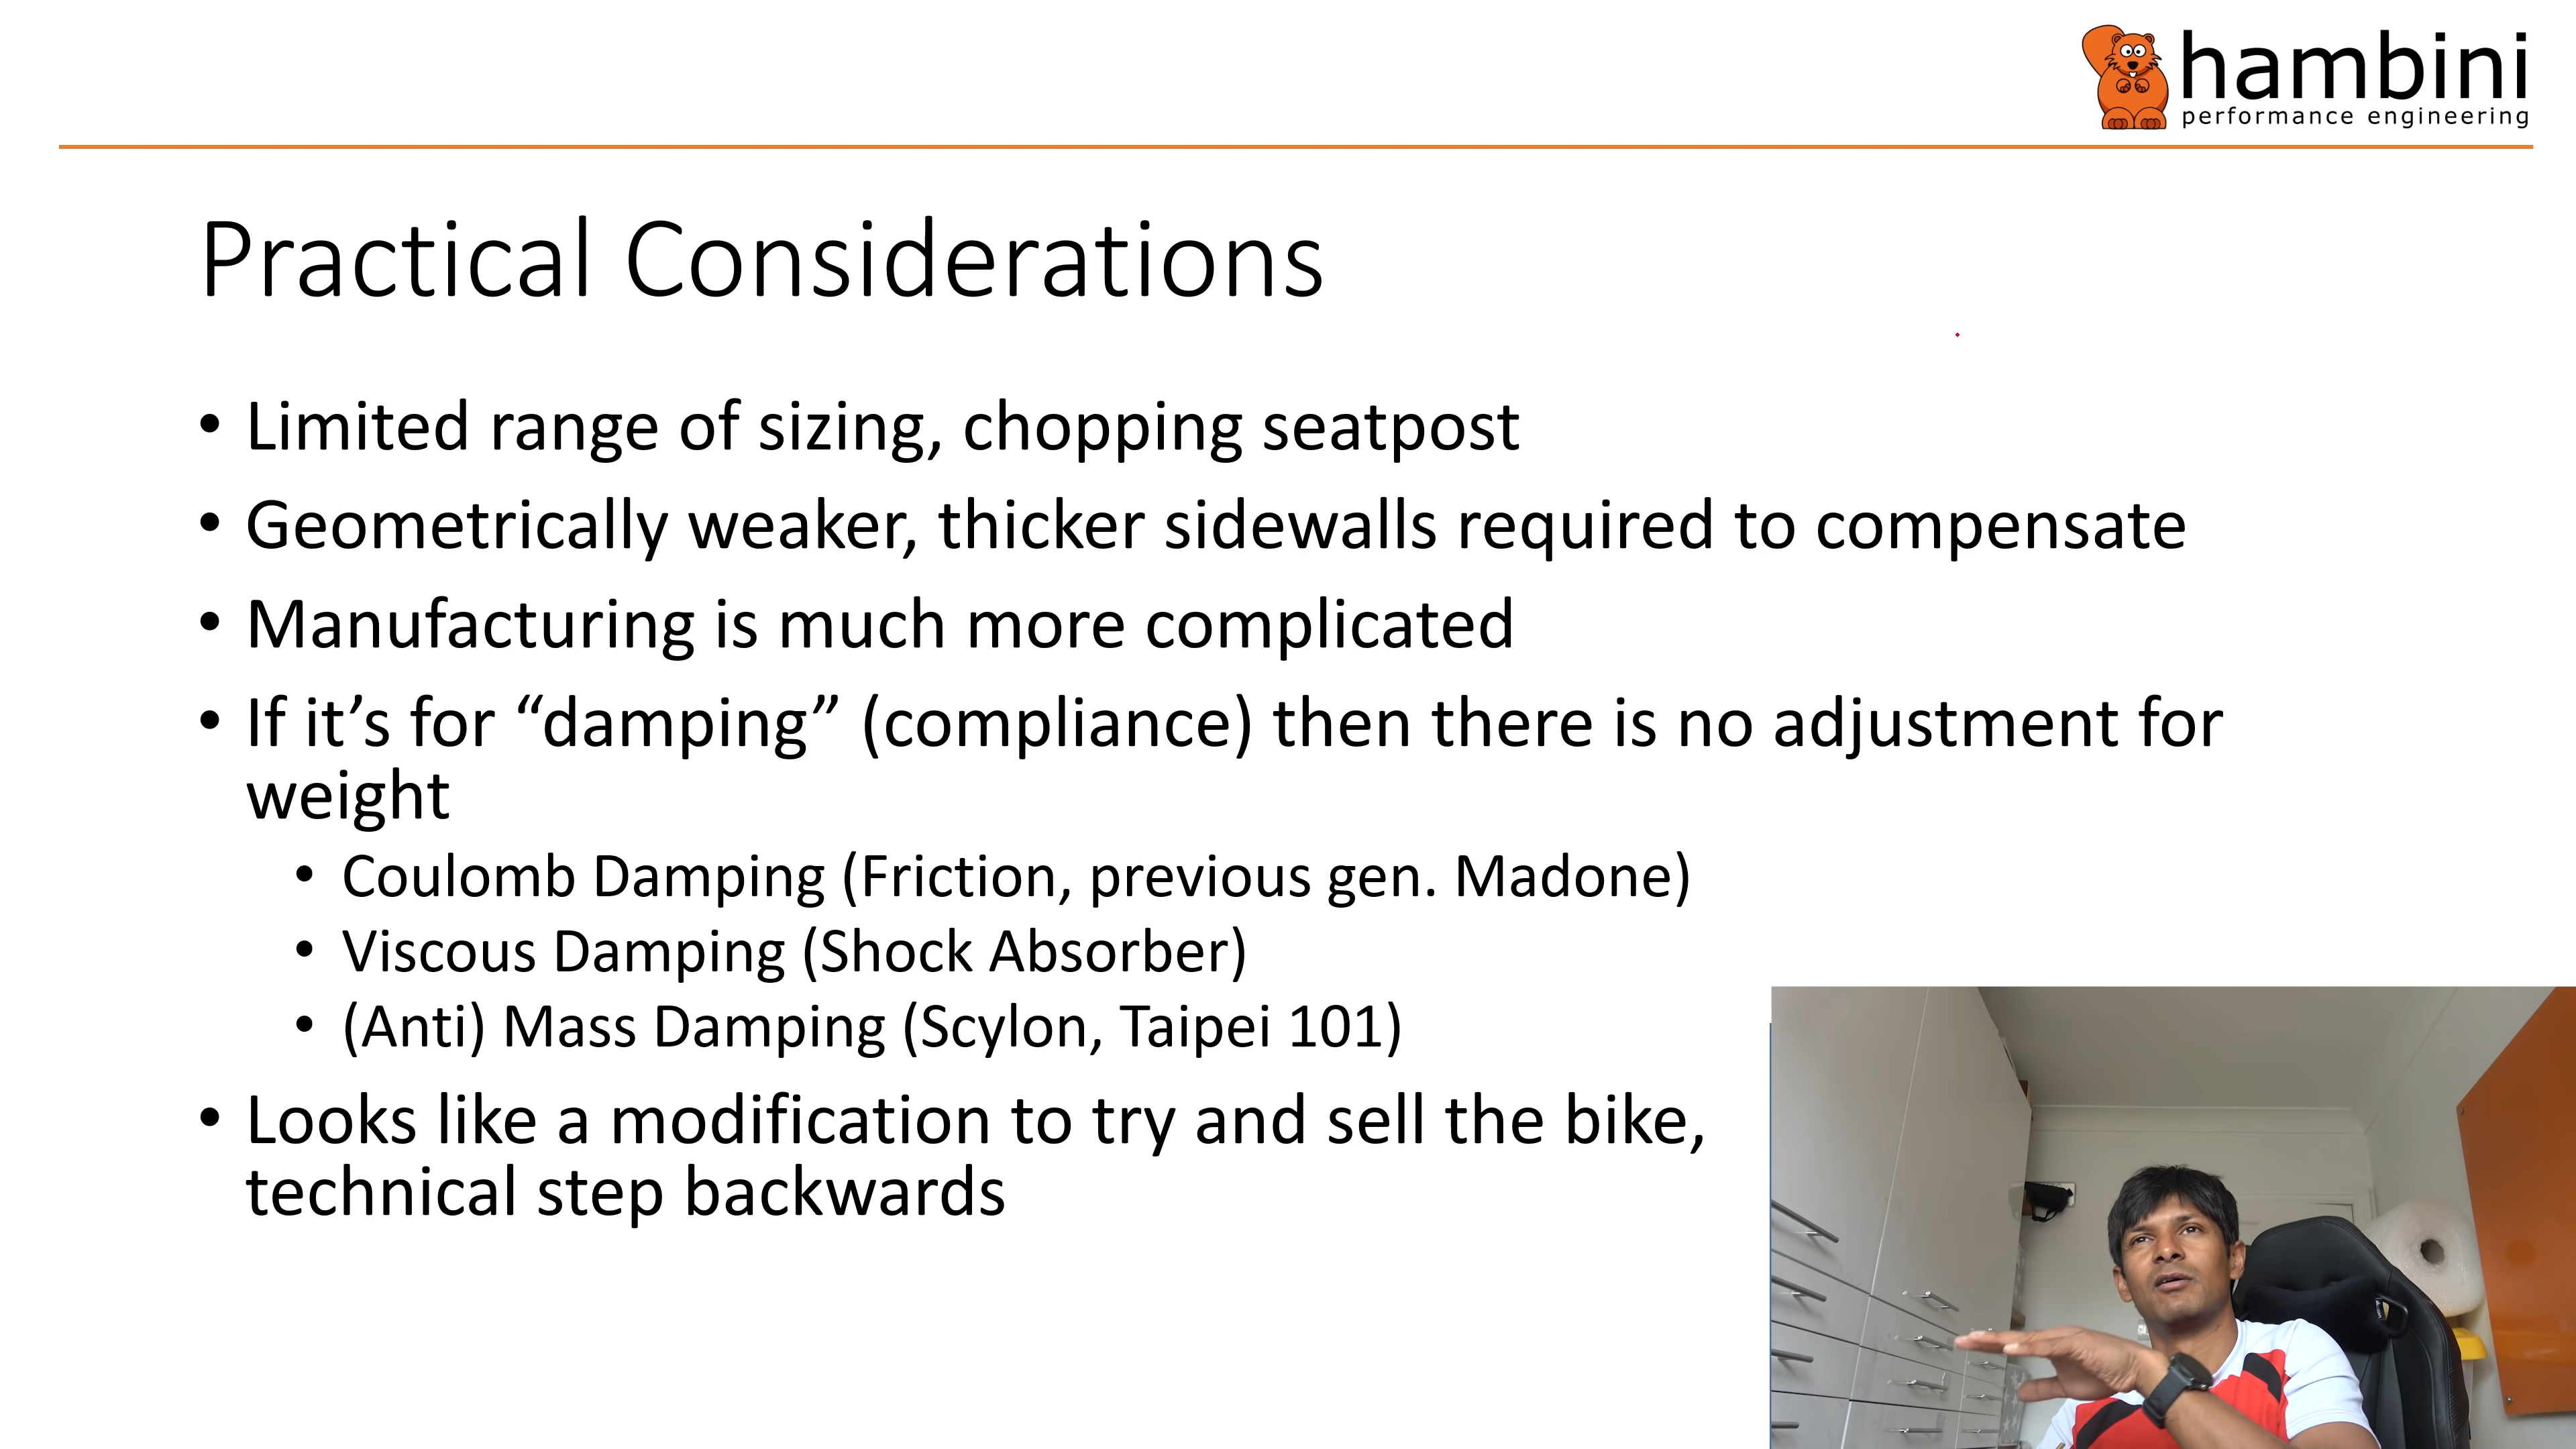 hambini
performance engineering
Practical Considerations
• Limited range of sizing, chopping seatpost
• Geometrically weaker, thicker sidewalls required to compensate
• Manufacturing is much more complicated
• If it’s for “damping” (compliance) then there is no adjustment for
weight
• Coulomb Damping (Friction, previous gen. Madone)
• Viscous Damping (Shock Absorber)
• (Anti) Mass Damping (Scylon, Taipei 101)
• Looks like a modification to try and sell the bike,
technical step backwards